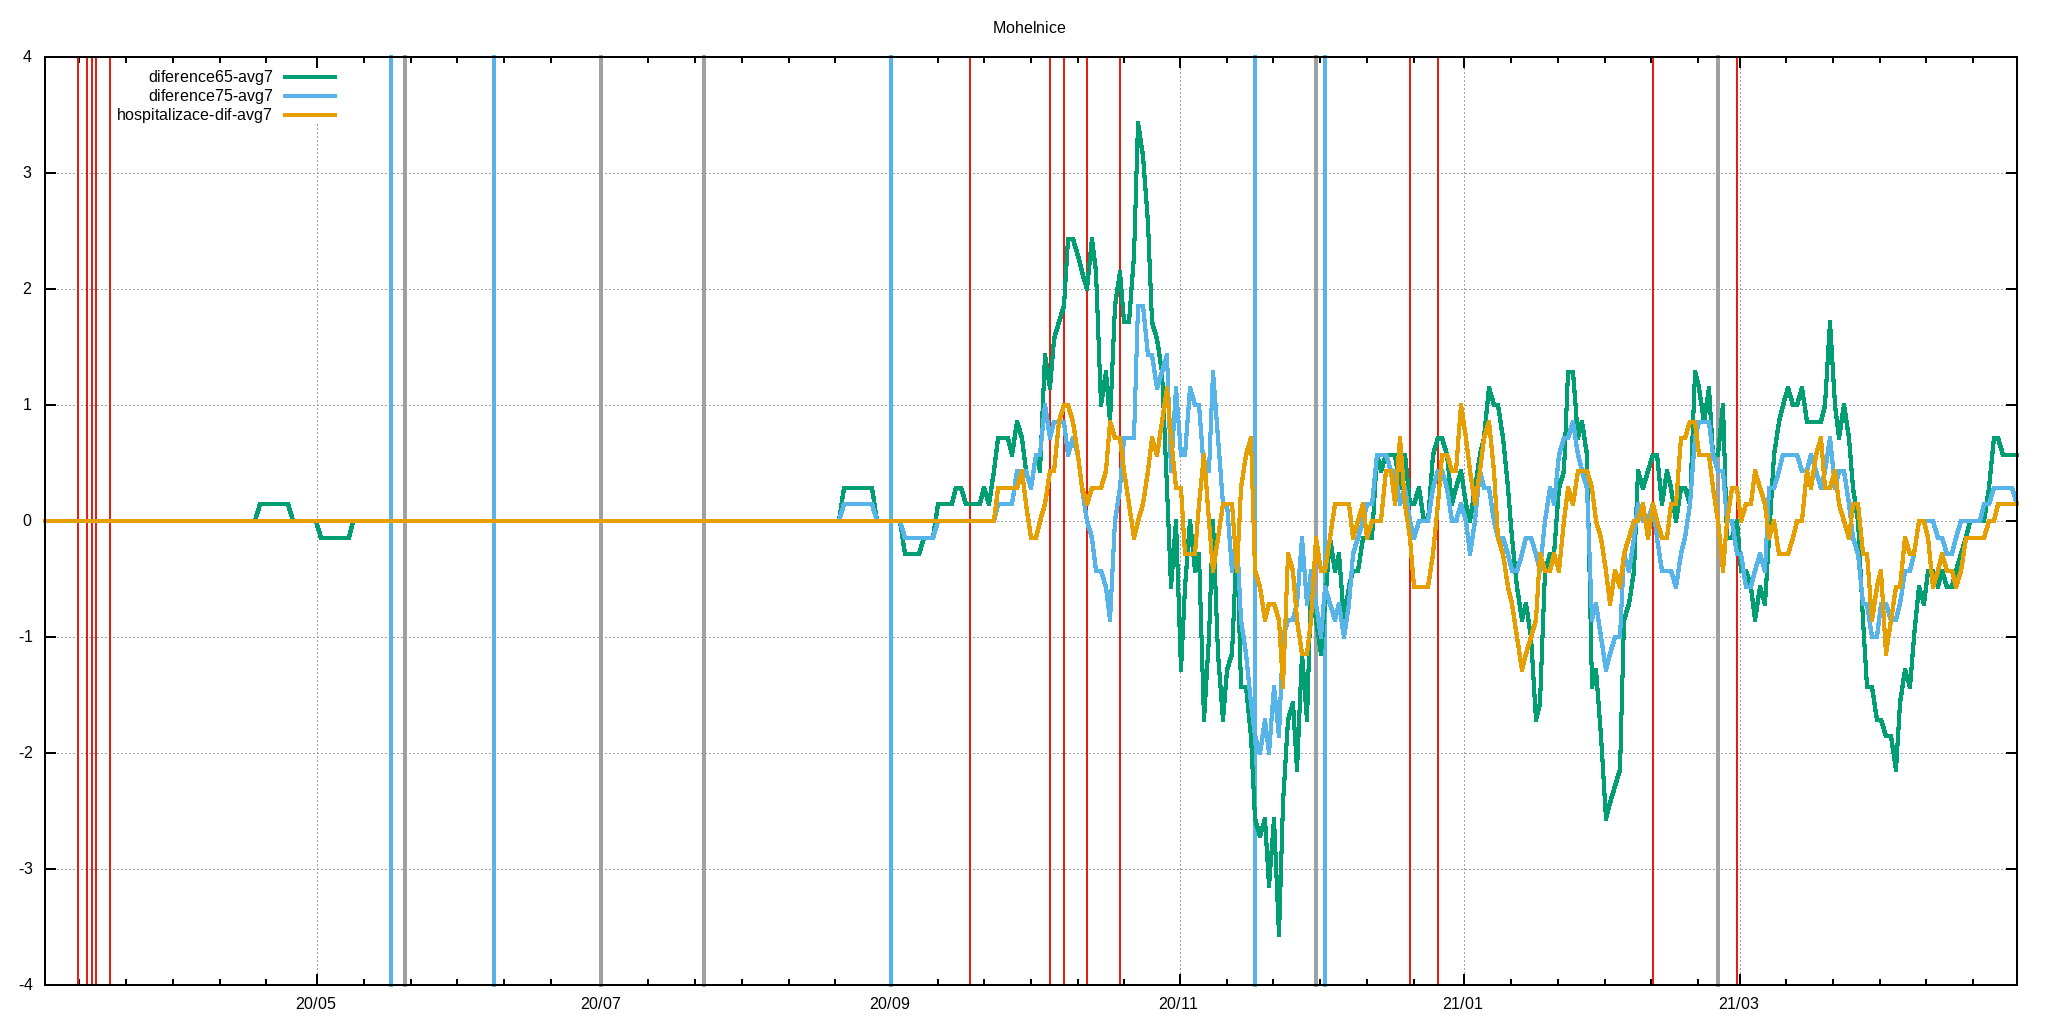 Mohelnice
4
diference65-avg7
diference75-avg7
hospitalizace-dif-avg7
3
2
1
0
-1
-2
-3
-4
20/05 20/07 20/09 20/11 21/01 21/03